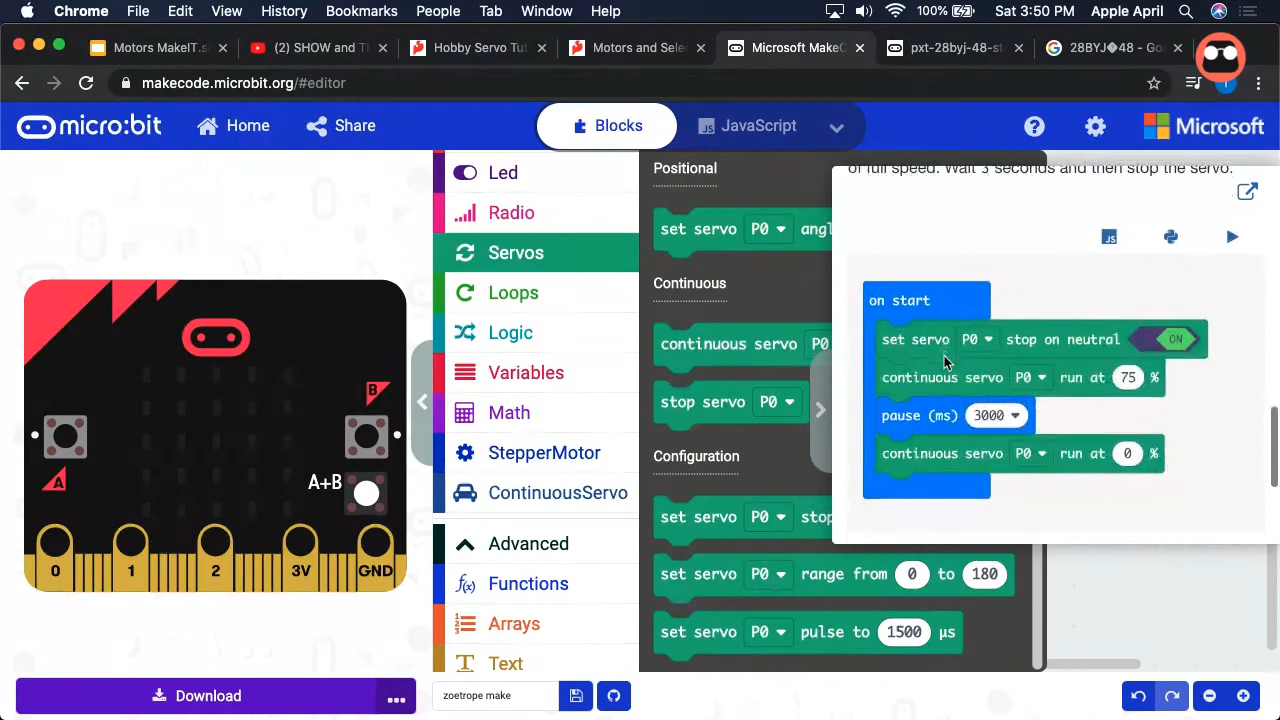 Chrome File Edit View History Bookmarks People Tab Window Help 100% Sat 3:50 PM Apple April
Motors MakeIT.s (2) SHOW and Ti Hobby Servo Tut Motors and Sele Microsoft MakeC pxt-28byj-48-st 28BYJ�48 - Go
makecode.microbit.org/#editor
micro:bit Home Share Blocks JS JavaScript ? Microsoft
Led
Radio
Servos
Loops
Logic
Variables
Math
StepperMotor
ContinuousServo
Advanced
f(x) Functions
Arrays
Text
Positional
set servo P0 angl
Continuous
continuous servo P0
stop servo P0
Configuration
set servo P0 stop
set servo P0 range from 0 to 180
set servo P0 pulse to 1500 µs
of full speed. Wait 3 seconds and then stop the servo.
JS
on start
set servo P0 stop on neutral ON
continuous servo P0 run at 75 %
pause (ms) 3000
continuous servo P0 run at 0 %
B
A
A+B
0 1 2 3V GND
Download ... zoetrope make